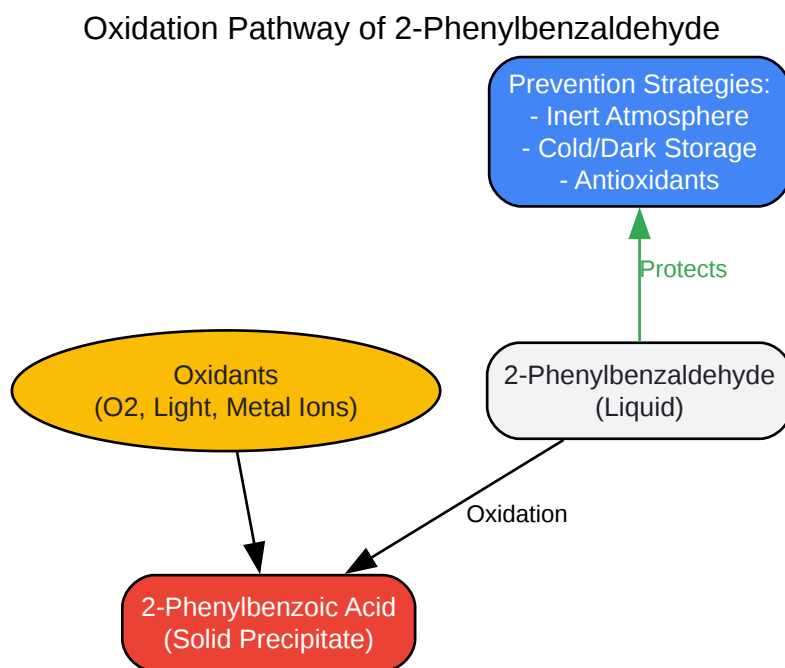 Oxidation Pathway of 2-Phenylbenzaldehyde
Prevention Strategies:
- Inert Atmosphere
- Cold/Dark Storage
- Antioxidants
Protects
Oxidants
(O2, Light, Metal Ions)
2-Phenylbenzaldehyde
(Liquid)
Oxidation
2-Phenylbenzoic Acid
(Solid Precipitate)